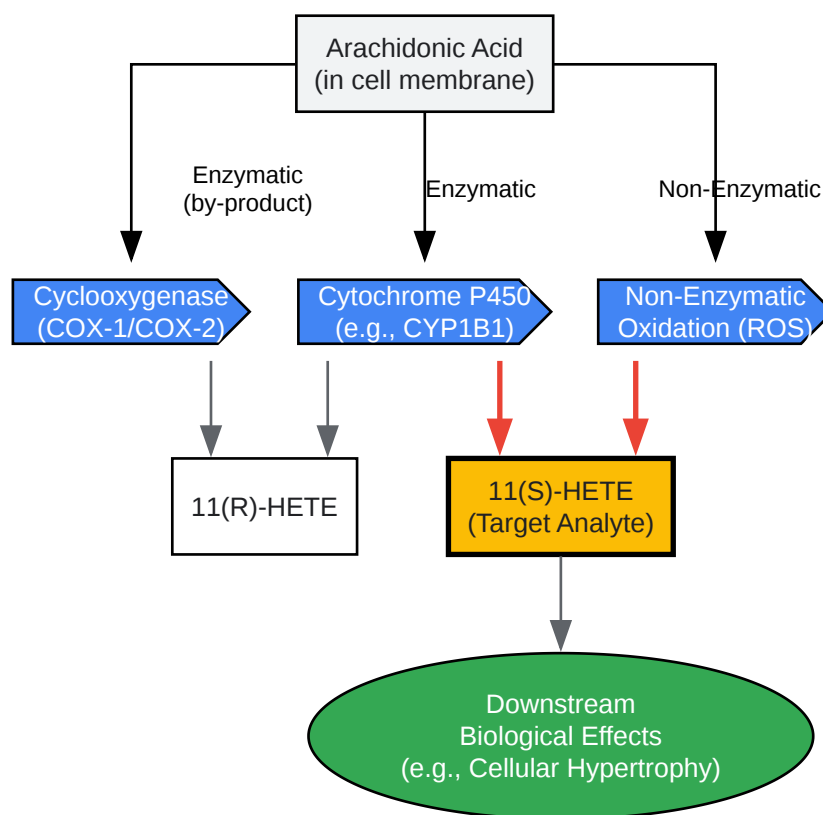 Arachidonic Acid
(in cell membrane)
Enzymatic
(by-product)
Enzymatic
Non-Enzymatic
Cyclooxygenase
(COX-1/COX-2)
Cytochrome P450
(e.g., CYP1B1)
Non-Enzymatic
Oxidation (ROS)
11(R)-HETE
11(S)-HETE
(Target Analyte)
Downstream
Biological Effects
(e.g., Cellular Hypertrophy)